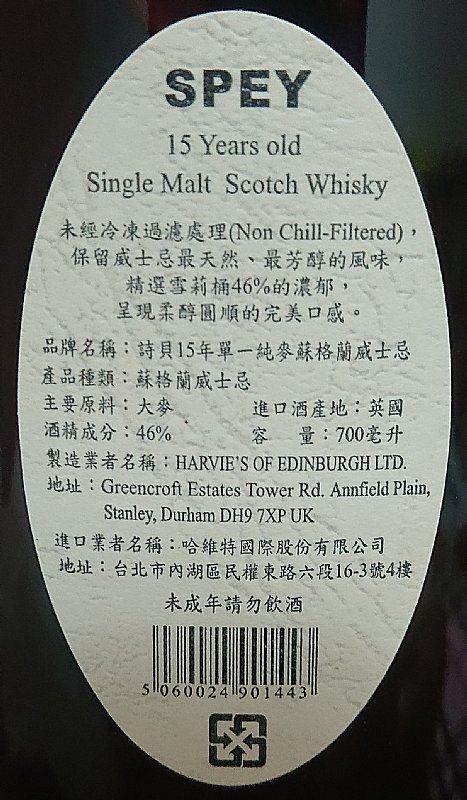 SPEY
15 Years old
Single Malt Scotch Whisky
未經冷凍過濾處理(Non Chill-Filtered)，
保留威士忌最天然、最芳醇的風味，
精選雪莉桶46%的濃郁，
呈現柔醇圓順的完美口感。
品牌名稱：詩貝15年單一純麥蘇格蘭威士忌
產品種類：蘇格蘭威士忌
主要原料：大麥 進口酒產地：英國
酒精成分：46% 容 量：700毫升
製造業者名稱：HARVIE'S OF EDINBURGH LTD.
地址：Greencroft Estates Tower Rd. Annfield Plain,
Stanley, Durham DH9 7XP UK
進口業者名稱：哈維特國際股份有限公司
地址：台北市內湖區民權東路六段16-3號4樓
未成年請勿飲酒
5 060024 901443